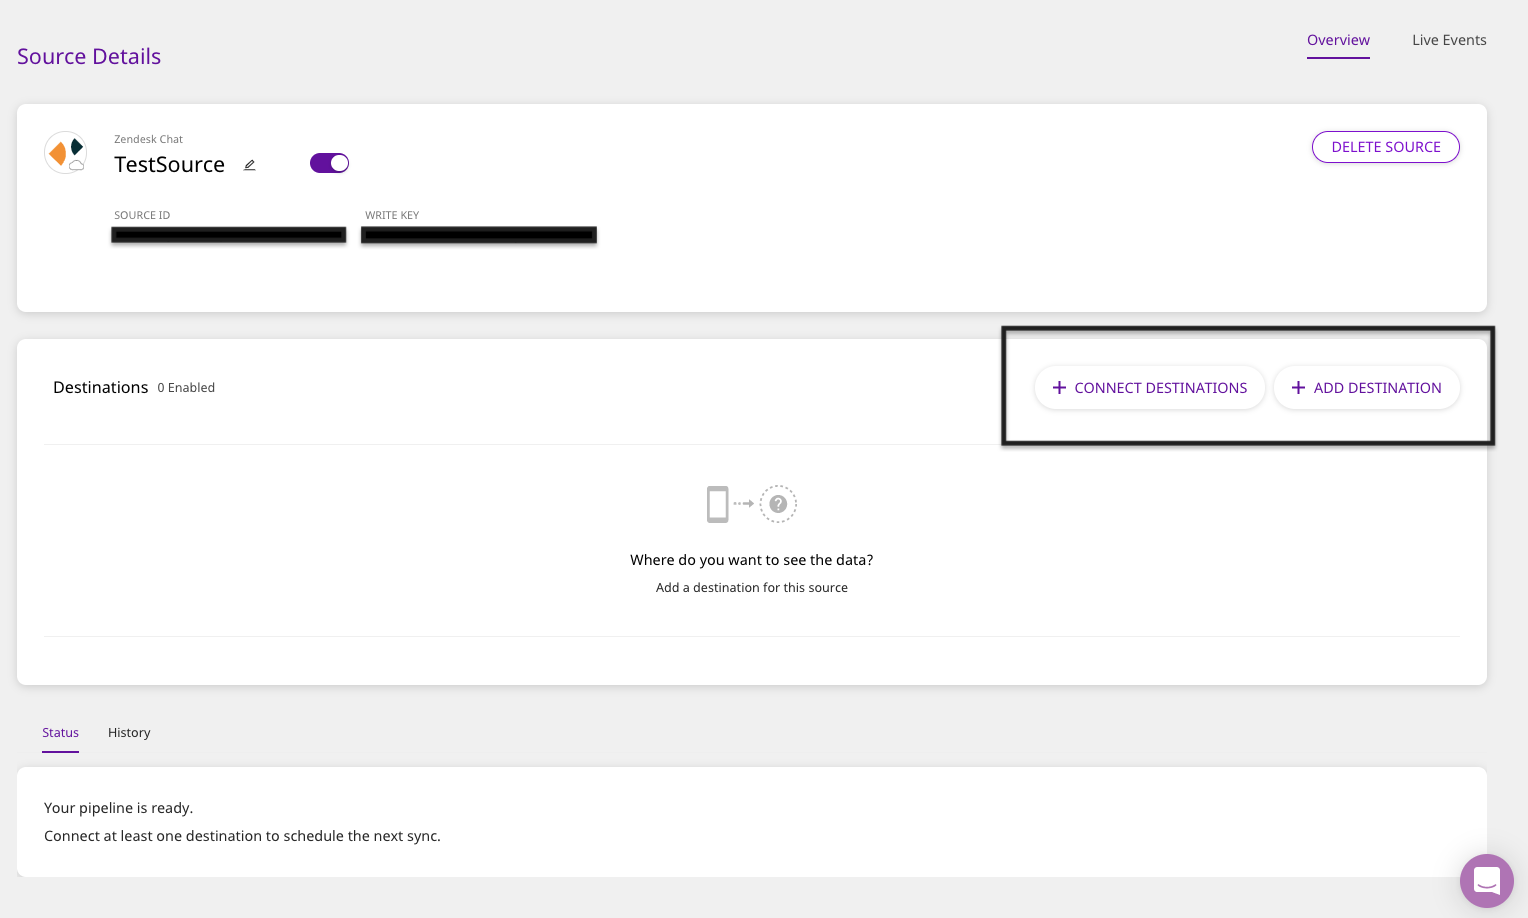 Source Details
Overview
Live Events
Zendesk Chat
TestSource
DELETE SOURCE
SOURCE ID
WRITE KEY
Destinations 0 Enabled
CONNECT DESTINATIONS
ADD DESTINATION
?
Where do you want to see the data?
Add a destination for this source
Status
History
Your pipeline is ready.
Connect at least one destination to schedule the next sync.